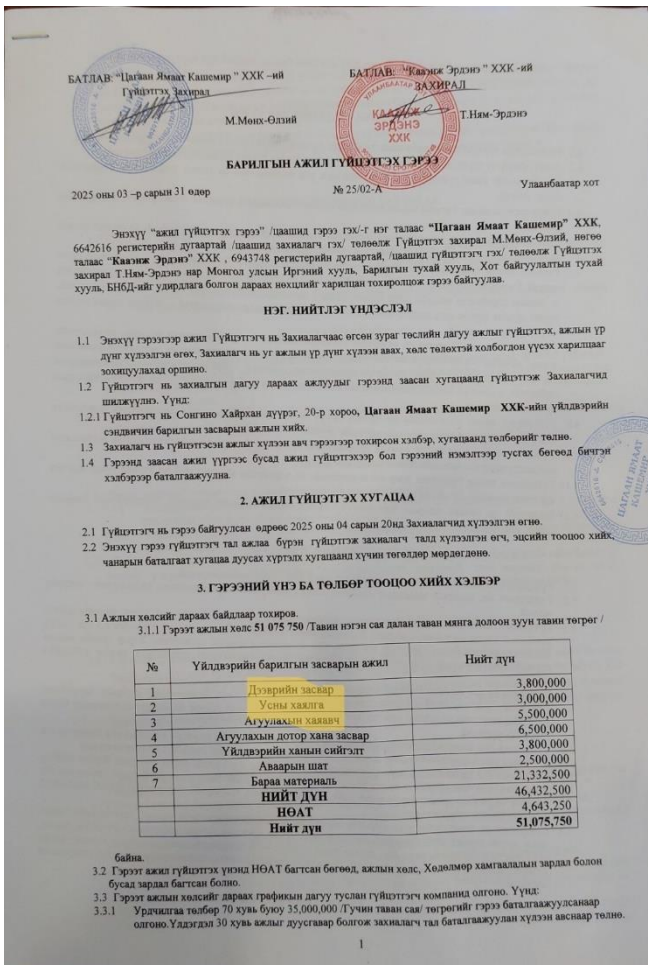 БАТЛАВ: “Цагаан Ямаат Кашемир ” ХХК –ий
Гүйцэтгэх Захирал
М.Мөнх-Өлзий
БАТЛАВ: “Каэнж Эрдэнэ ” ХХК -ий
ЗАХИРАЛ
Т.Ням-Эрдэнэ
УЛААНБААТАР
КААНЖ
ЭРДЭНЭ
ХХК
БАРИЛГЫН АЖИЛ ГҮЙЦЭТГЭХ ГЭРЭЭ
2025 оны 03 –р сарын 31 өдөр № 25/02-А Улаанбаатар хот
Энэхүү “ажил гүйцэтгэх гэрээ” /цаашид гэрээ гэх/-г нэг талаас “Цагаан Ямаат Кашемир” ХХК,
6642616 регистерийн дугаартай /цаашид захиалагч гэх/ төлөөлж Гүйцэтгэх захирал М.Мөнх-Өлзий, нөгөө
талаас “Каэнж Эрдэнэ” ХХК , 6943748 регистерийн дугаартай, /цаашид гүйцэтгэгч гэх/ төлөөлж Гүйцэтгэх
захирал Т.Ням-Эрдэнэ нар Монгол улсын Иргэний хууль, Барилгын тухай хууль, Хот байгуулалтын тухай
хууль, БНбД-ийг удирдлага болгон дараах нөхцлийг харилцан тохиролцож гэрээ байгуулав.
НЭГ. НИЙТЛЭГ ҮНДЭСЛЭЛ
1.1 Энэхүү гэрээгээр ажил Гүйцэтгэгч нь Захиалагчаас өгсөн зураг төслийн дагуу ажлыг гүйцэтгэх, ажлын үр
дүнг хүлээлгэн өгөх, Захиалагч нь уг ажлын үр дүнг хүлээн авах, хөлс төлөхтэй холбогдон үүсэх харилцааг
зохицуулахад оршино.
1.2 Гүйцэтгэгч нь захиалгын дагуу дараах ажлуудыг гэрээнд заасан хугацаанд гүйцэтгэж Захиалагчид
шилжүүлнэ. Үүнд:
1.2.1 Гүйцэтгэгч нь Сонгино Хайрхан дүүрэг, 20-р хороо, Цагаан Ямаат Кашемир ХХК-ийн үйлдвэрийн
сэндвичин барилгын засварын ажлын хийх.
1.3 Захиалагч нь гүйцэтгэсэн ажлыг хүлээн авч гэрээгээр тохирсон хэлбэр, хугацаанд төлбөрийг төлнө.
1.4 Гэрээнд заасан ажил үүргээс бусад ажил гүйцэтгэхээр бол гэрээний нэмэлтээр тусгах бөгөөд бичгэн
хэлбэрээр баталгаажуулна.
ЦАГААН ЯМААТ
КАШЕМИР
2. АЖИЛ ГҮЙЦЭТГЭХ ХУГАЦАА
2.1 Гүйцэтгэгч нь гэрээ байгуулсан өдрөөс 2025 оны 04 сарын 20нд Захиалагчид хүлээлгэн өгнө.
2.2 Энэхүү гэрээ гүйцэтгэгч тал ажлаа бүрэн гүйцэтгэж захиалагч талд хүлээлгэн өгч, эцсийн тооцоо хийх,
чанарын баталгаат хугацаа дуусах хүртэлх хугацаанд хүчин төгөлдөр мөрдөгдөнө.
3. ГЭРЭЭНИЙ ҮНЭ БА ТӨЛБӨР ТООЦОО ХИЙХ ХЭЛБЭР
3.1 Ажлын хөлсийг дараах байдлаар тохиров.
3.1.1 Гэрээт ажлын хөлс 51 075 750 /Тавин нэгэн сая далан таван мянга долоон зуун тавин төгрөг /
№ Үйлдвэрийн барилгын засварын ажил Нийт дүн
1 Дээврийн засвар 3,800,000
2 Усны хаялга 3,000,000
3 Агуулахын хаяавч 5,500,000
4 Агуулахын дотор хана засвар 6,500,000
5 Үйлдвэрийн ханын сийгэлт 3,800,000
6 Аваарын шат 2,500,000
7 Бараа материаль 21,332,500
НИЙТ ДҮН 46,432,500
НӨАТ 4,643,250
Нийт дүн 51,075,750
байна.
3.2 Гэрээт ажил гүйцэтгэх үнэнд НӨАТ багтсан бөгөөд, ажлын хөлс, Хөдөлмөр хамгаалалын зардал болон
бусад зардал багтсан болно.
3.3 Гэрээт ажлын хөлсийг дараах графикын дагуу туслан гүйцэтгэгч компанид олгоно. Үүнд:
3.3.1 Урдчилгаа төлбөр 70 хувь буюу 35,000,000 /Гучин таван сая/ төгрөгийг гэрээ баталгаажуулсанаар
олгоно.Үлдэгдэл 30 хувь ажлыг дуусгавар болгож захиалагч тал баталгаажуулан хүлээн авснаар төлнө.
1